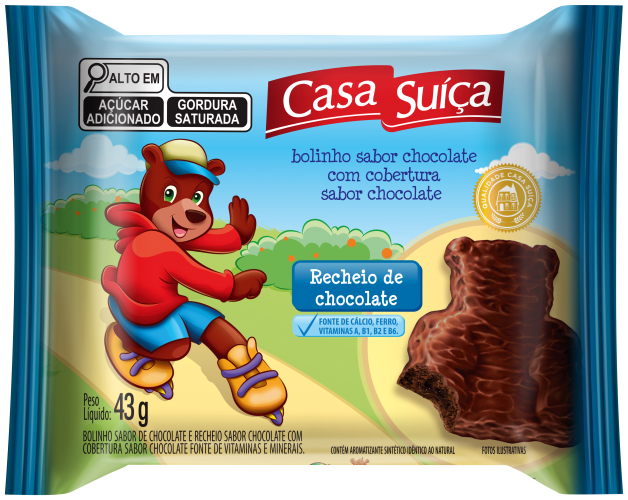 ALTO EM
AÇÚCAR
ADICIONADO
GORDURA
SATURADA
Casa Suíça
bolinho sabor chocolate
com cobertura
sabor chocolate
QUALIDADE CASA SUÍÇA
Recheio de
chocolate
FONTE DE CÁLCIO, FERRO,
VITAMINAS A, B1, B2 E B6.
Peso
Líquido: 43 g
BOLINHO SABOR DE CHOCOLATE E RECHEIO SABOR CHOCOLATE COM
COBERTURA SABOR CHOCOLATE FONTE DE VITAMINAS E MINERAIS.
CONTÉM AROMATIZANTE SINTÉTICO IDÊNTICO AO NATURAL
FOTOS ILUSTRATIVAS